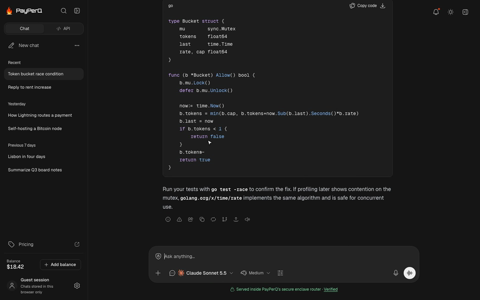 PayPerQ
Chat
API
New chat
Recent
Token bucket race condition
Reply to rent increase
Yesterday
How Lightning routes a payment
Self-hosting a Bitcoin node
Previous 7 days
Lisbon in four days
Summarize Q3 board notes
Pricing
Balance
$18.42
Add balance
Guest session
Chats stored in this
browser only
go
Copy code
type Bucket struct {
mu sync.Mutex
tokens float64
last time.Time
rate, cap float64
}
func (b *Bucket) Allow() bool {
b.mu.Lock()
defer b.mu.Unlock()
now := time.Now()
b.tokens = min(b.cap, b.tokens+now.Sub(b.last).Seconds()*b.rate)
b.last = now
if b.tokens < 1 {
return false
}
b.tokens--
return true
}
Run your tests with go test -race to confirm the fix. If profiling later shows contention on the
mutex, golang.org/x/time/rate implements the same algorithm and is safe for concurrent
use.
Ask anything...
Claude Sonnet 5.5
Medium
Served inside PayPerQ's secure enclave router · Verified